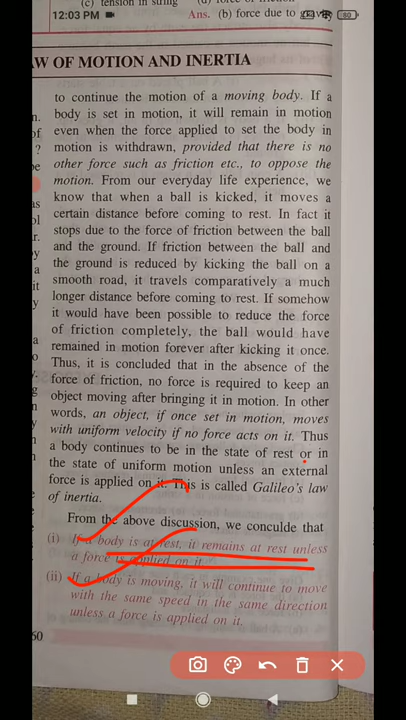 (c) tension in string
12:03 PM
Ans. (b) force due to
80
AW OF MOTION AND INERTIA
to continue the motion of a moving body. If a
body is set in motion, it will remain in motion
even when the force applied to set the body in
motion is withdrawn, provided that there is no
other force such as friction etc., to oppose the
motion. From our everyday life experience, we
know that when a ball is kicked, it moves a
certain distance before coming to rest. In fact it
stops due to the force of friction between the ball
and the ground. If friction between the ball and
the ground is reduced by kicking the ball on a
smooth road, it travels comparatively a much
longer distance before coming to rest. If somehow
it would have been possible to reduce the force
of friction completely, the ball would have
remained in motion forever after kicking it once.
Thus, it is concluded that in the absence of the
force of friction, no force is required to keep an
object moving after bringing it in motion. In other
words, an object, if once set in motion, moves
with uniform velocity if no force acts on it. Thus
a body continues to be in the state of rest or in
the state of uniform motion unless an external
force is applied on it. This is called Galileo's law
of inertia.
From the above discussion, we conculde that
(i) If a body is at rest, it remains at rest unless
a force is applied on it.
(ii) If a body is moving, it will continue to move
with the same speed in the same direction
unless a force is applied on it.
60